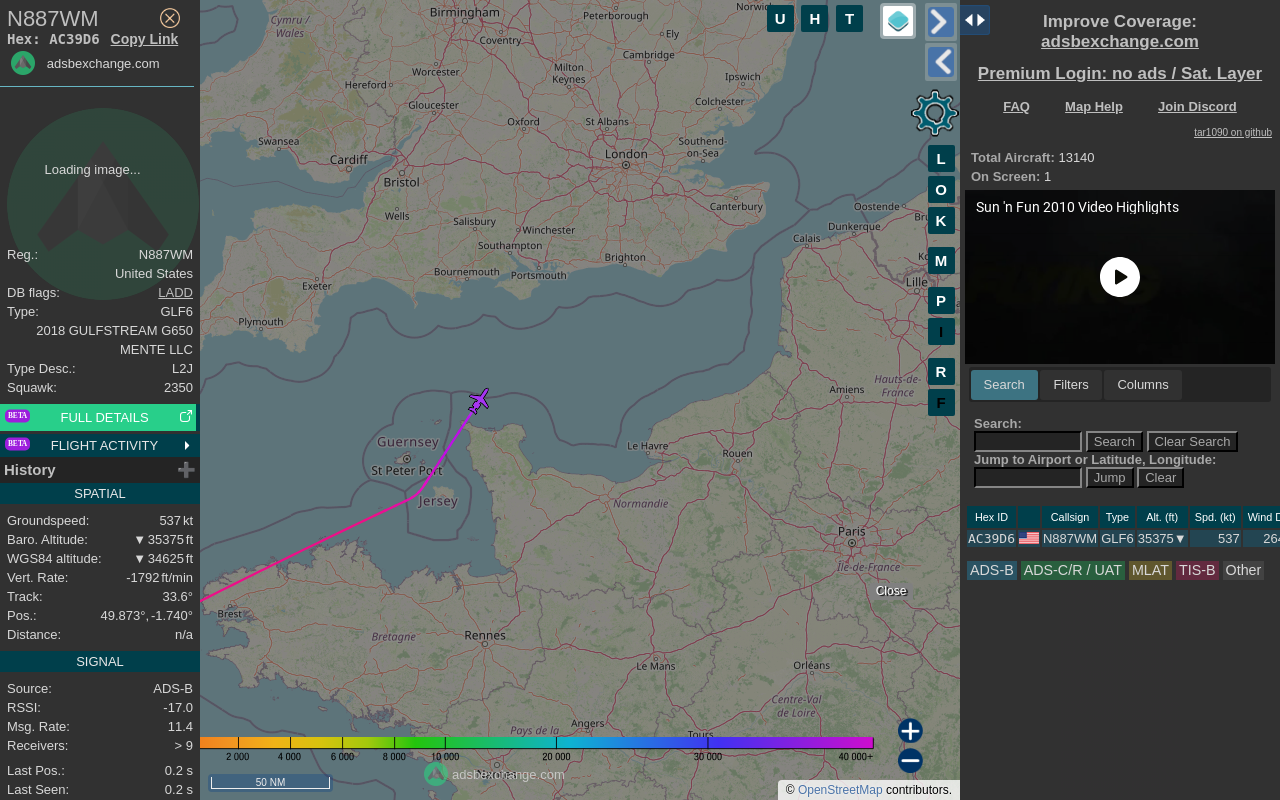 N887WM
Hex: AC39D6 Copy Link
adsbexchange.com
Loading image...
Reg.: N887WM
United States
DB flags: LADD
Type: GLF6
2018 GULFSTREAM G650
MENTE LLC
Type Desc.: L2J
Squawk: 2350
BETA FULL DETAILS
BETA FLIGHT ACTIVITY
History
SPATIAL
Groundspeed: 537 kt
Baro. Altitude: ▼ 35375 ft
WGS84 altitude: ▼ 34625 ft
Vert. Rate: -1792 ft/min
Track: 33.6°
Pos.: 49.873°, -1.740°
Distance: n/a
SIGNAL
Source: ADS-B
RSSI: -17.0
Msg. Rate: 11.4
Receivers: > 9
Last Pos.: 0.2 s
Last Seen: 0.2 s
U H T
L
O
K
M
P
I
R
F
Cymru /
Wales
Birmingham
Peterborough
Coventry
Ely
Cambridge
Worcester
Milton
Keynes
Hereford
Ipswich
Gloucester
Colchester
Oxford
St Albans
Swansea
Southend-
on-Sea
Cardiff
London
Bristol
Wells
Salisbury
Winchester
Canterbury
Southampton
Oostende
Dunkerque
Calais
Brighton
Bournemouth
Portsmouth
Exeter
Lille
Plymouth
Hauts-de-
France
Amiens
Guernsey
St Peter Port
Le Havre
Rouen
Jersey
Normandie
Paris
Île-de-France
Close
Brest
Bretagne
Rennes
Le Mans
Orléans
Centre-Val
de Loire
Angers
Pays de la
Tours
2 000 4 000 6 000 8 000 10 000 20 000 30 000 40 000+
50 NM
adsbexchange.com
© OpenStreetMap contributors.
Improve Coverage:
adsbexchange.com
Premium Login: no ads / Sat. Layer
FAQ Map Help Join Discord
tar1090 on github
Total Aircraft: 13140
On Screen: 1
Sun 'n Fun 2010 Video Highlights
Search Filters Columns
Search:
Search Clear Search
Jump to Airport or Latitude, Longitude:
Jump Clear
Hex ID Callsign Type Alt. (ft) Spd. (kt) Wind D
AC39D6 N887WM GLF6 35375▼ 537 264
ADS-B ADS-C/R / UAT MLAT TIS-B Other